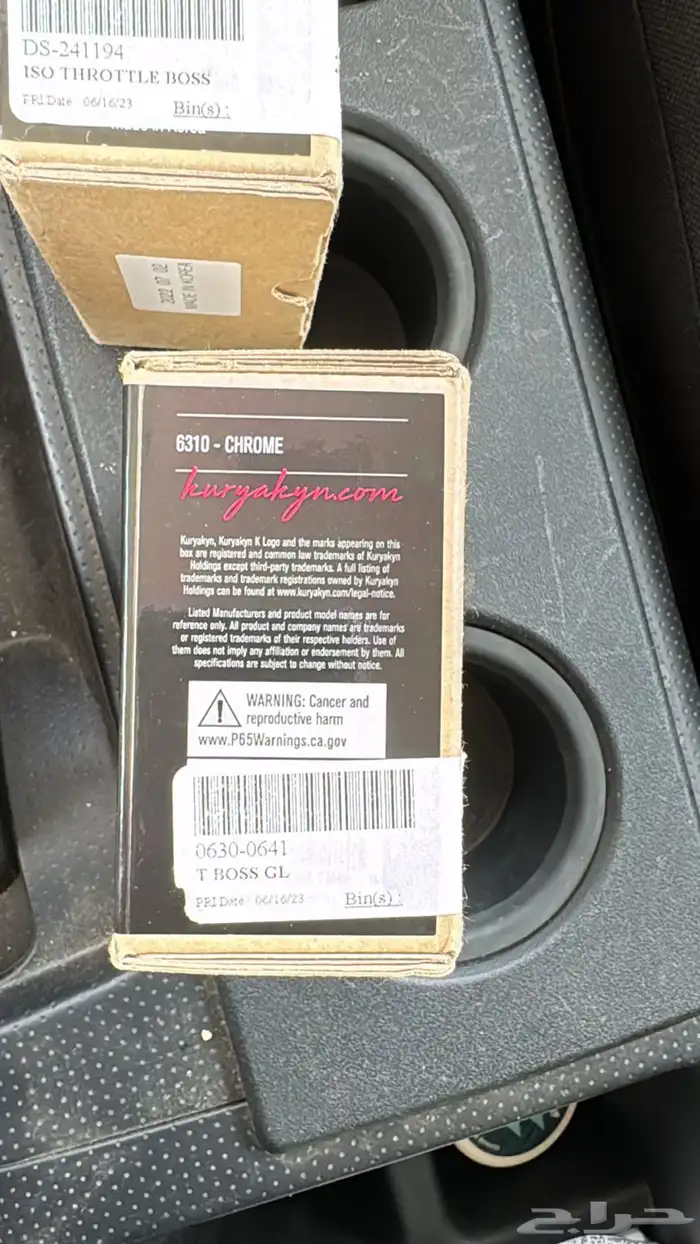 DS-241194
ISO THROTTLE BOSS
PRI Date 06/16/23 Bin(s) :
2022 07 02
MADE IN KOREA
6310 - CHROME
kuryakyn.com
Kuryakyn, Kuryakyn K Logo and the marks appearing on this
box are registered and common law trademarks of Kuryakyn
Holdings except third-party trademarks. A full listing of
trademarks and trademark registrations owned by Kuryakyn
Holdings can be found at www.kuryakyn.com/legal-notice.
Listed Manufacturers and product model names are for
reference only. All product and company names are trademarks
or registered trademarks of their respective holders. Use of
them does not imply any affiliation or endorsement by them. All
specifications are subject to change without notice.
WARNING: Cancer and
reproductive harm
www.P65Warnings.ca.gov
0630-0641
T BOSS GL
PRI Date 06/16/23 Bin(s) :
حراج